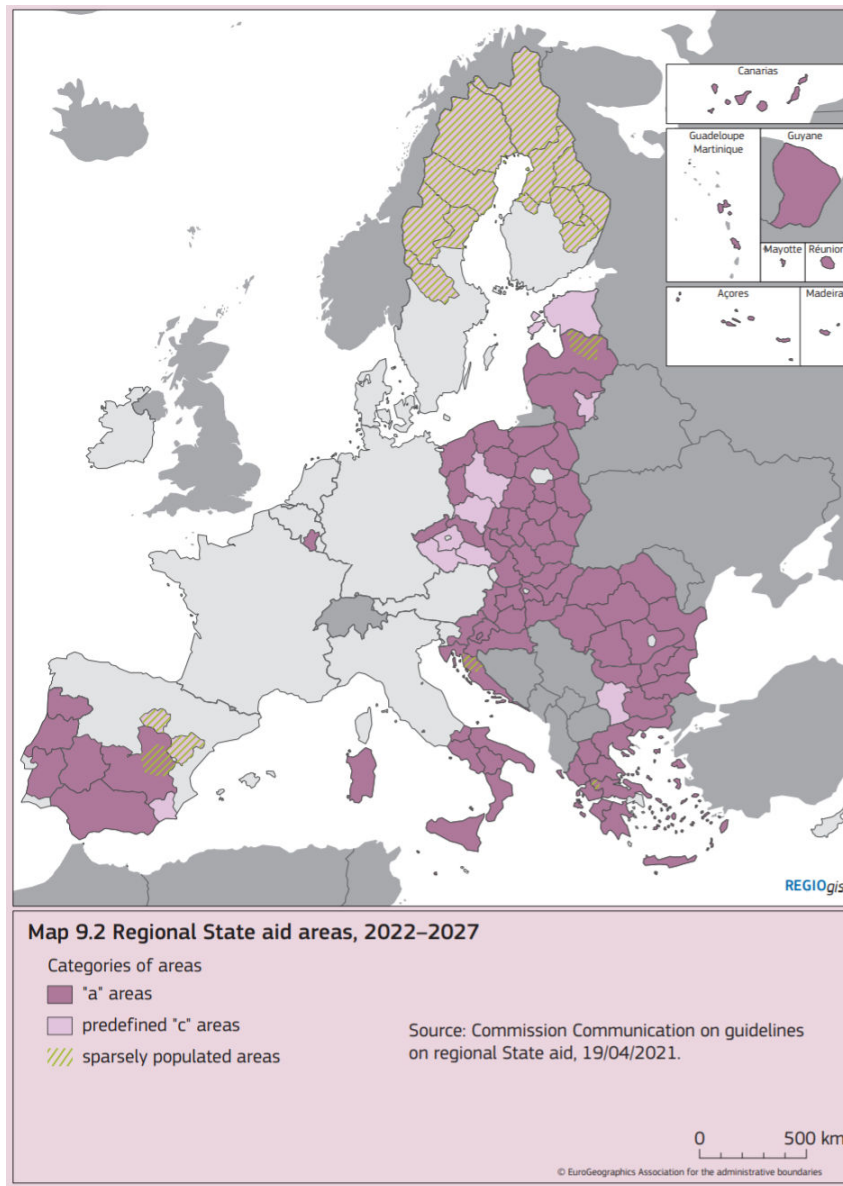 Canarias
Guadeloupe
Martinique
Guyane
Mayotte
Réunion
Açores
Madeira
REGIOgis
Map 9.2 Regional State aid areas, 2022–2027
Categories of areas
"a" areas
predefined "c" areas
sparsely populated areas
Source: Commission Communication on guidelines
on regional State aid, 19/04/2021.
0 500 km
© EuroGeographics Association for the administrative boundaries